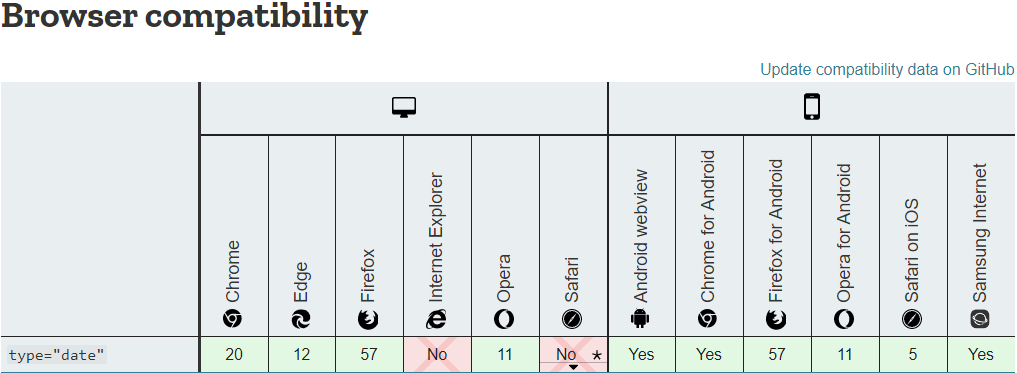 Browser compatibility
Update compatibility data on GitHub
Chrome
Edge
Firefox
Internet Explorer
Opera
Safari
Android webview
Chrome for Android
Firefox for Android
Opera for Android
Safari on iOS
Samsung Internet
type="date" 20 12 57 No 11 No * Yes Yes 57 11 5 Yes